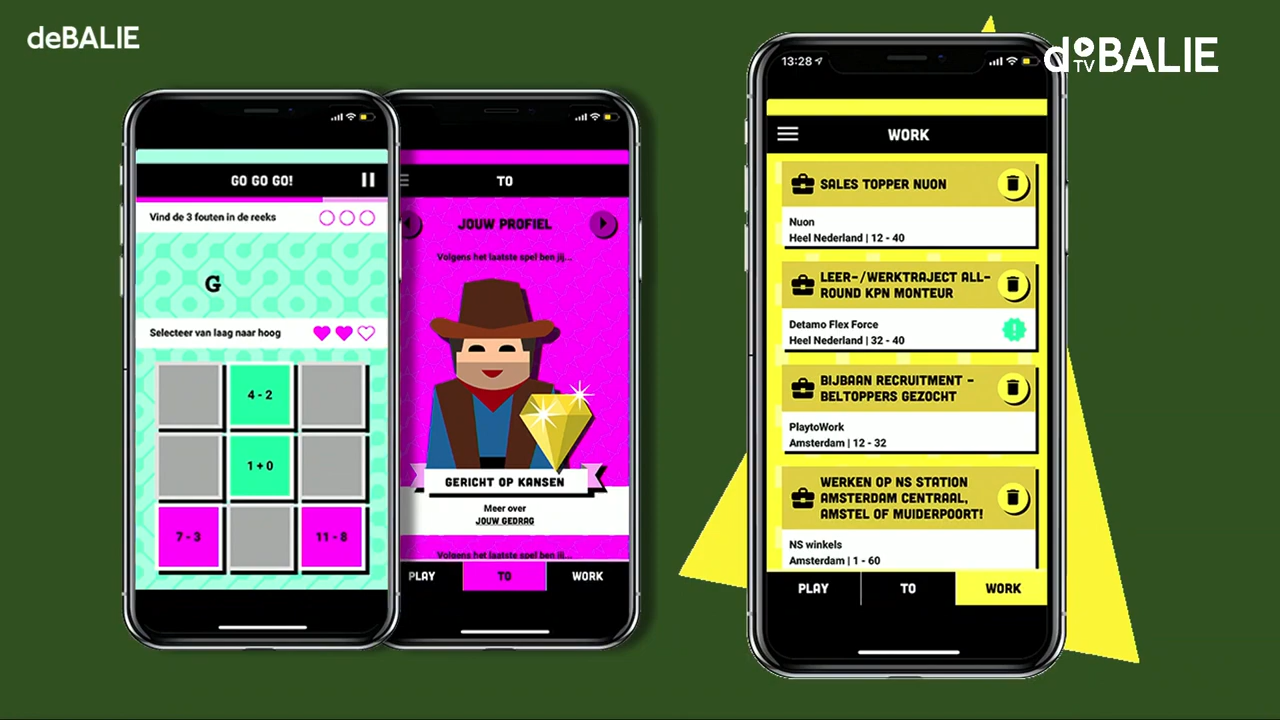 deBALIE
deBALIE
TV
GO GO GO!
Vind de 3 fouten in de reeks
G
Selecteer van laag naar hoog
4 - 2
1 + 0
7 - 3
11 - 8
TO
JOUW PROFIEL
Volgens het laatste spel ben jij...
GERICHT OP KANSEN
Meer over
JOUW GEDRAG
Volgens het laatste spel ben jij...
PLAY TO WORK
13:28
WORK
SALES TOPPER NUON
Nuon
Heel Nederland | 12 - 40
LEER-/WERKTRAJECT ALL-
ROUND KPN MONTEUR
Detamo Flex Force
Heel Nederland | 32 - 40
BIJBAAN RECRUITMENT -
BELTOPPERS GEZOCHT
PlaytoWork
Amsterdam | 12 - 32
WERKEN OP NS STATION
AMSTERDAM CENTRAAL,
AMSTEL OF MUIDERPOORT!
NS winkels
Amsterdam | 1 - 60
PLAY TO WORK